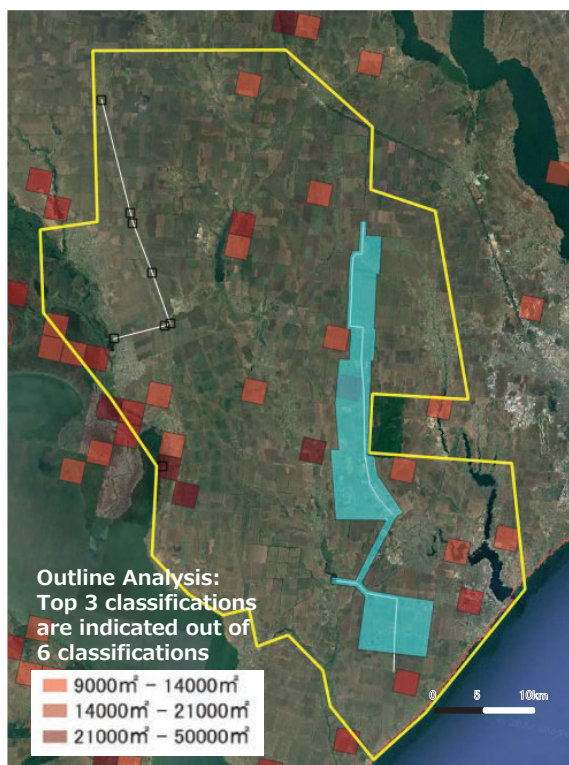 Outline Analysis:
Top 3 classifications
are indicated out of
6 classifications
9000㎡ − 14000㎡
14000㎡ − 21000㎡
21000㎡ − 50000㎡
0 5 10km